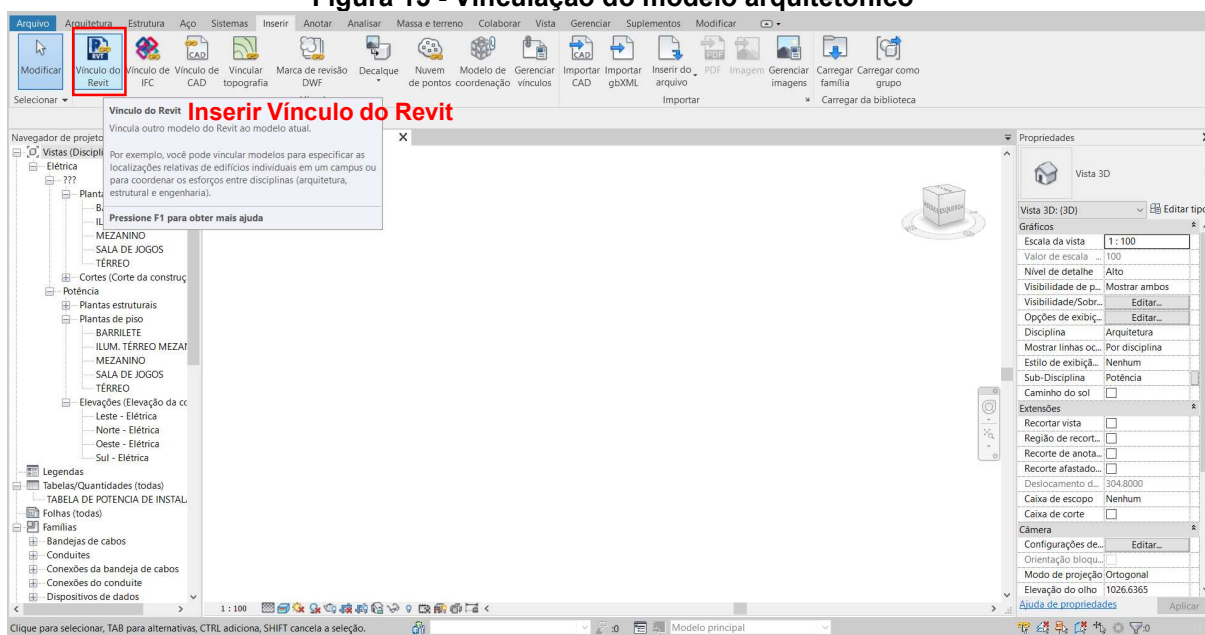 Figura 15 - Vinculação do modelo arquitetônico
Arquivo Arquitetura Estrutura Aço Sistemas Inserir Anotar Analisar Massa e terreno Colaborar Vista Gerenciar Suplementos Modificar
Modificar Vínculo do Revit Vínculo de IFC Vínculo de CAD Vincular topografia Marca de revisão DWF Decalque Nuvem de pontos Modelo de coordenação Gerenciar vínculos Importar CAD Importar gbXML Inserir do arquivo PDF Imagem Gerenciar imagens Carregar família Carregar como grupo
Selecionar Importar Carregar da biblioteca
Vínculo do Revit
Inserir Vínculo do Revit
Vincula outro modelo do Revit ao modelo atual.
Por exemplo, você pode vincular modelos para especificar as
localizações relativas de edifícios individuais em um campus ou
para coordenar os esforços entre disciplinas (arquitetura,
estrutural e engenharia).
Pressione F1 para obter mais ajuda
Navegador de projeto
Vistas (Discipli
Elétrica
???
Planta
B
IL
MEZANINO
SALA DE JOGOS
TÉRREO
Cortes (Corte da construç
Potência
Plantas estruturais
Plantas de piso
BARRILETE
ILUM. TÉRREO MEZAN
MEZANINO
SALA DE JOGOS
TÉRREO
Elevações (Elevação da co
Leste - Elétrica
Norte - Elétrica
Oeste - Elétrica
Sul - Elétrica
Legendas
Tabelas/Quantidades (todas)
TABELA DE POTENCIA DE INSTAL
Folhas (todas)
Famílias
Bandejas de cabos
Conduites
Conexões da bandeja de cabos
Conexões do conduite
Dispositivos de dados
ESQUERDA
Propriedades
Vista 3D
Vista 3D: {3D} Editar tipo
Gráficos
Escala da vista 1 : 100
Valor de escala ... 100
Nível de detalhe Alto
Visibilidade de p... Mostrar ambos
Visibilidade/Sobr... Editar...
Opções de exibiç... Editar...
Disciplina Arquitetura
Mostrar linhas oc... Por disciplina
Estilo de exibiçã... Nenhum
Sub-Disciplina Potência
Caminho do sol
Extensões
Recortar vista
Região de recort...
Recorte de anota...
Recorte afastado...
Deslocamento d... 304.8000
Caixa de escopo Nenhum
Caixa de corte
Câmera
Configurações de... Editar...
Orientação bloqu...
Modo de projeção Ortogonal
Elevação do olho 1026.6365
Ajuda de propriedades Aplicar
1 : 100
Clique para selecionar, TAB para alternativas, CTRL adiciona, SHIFT cancela a seleção. :0 Modelo principal :0